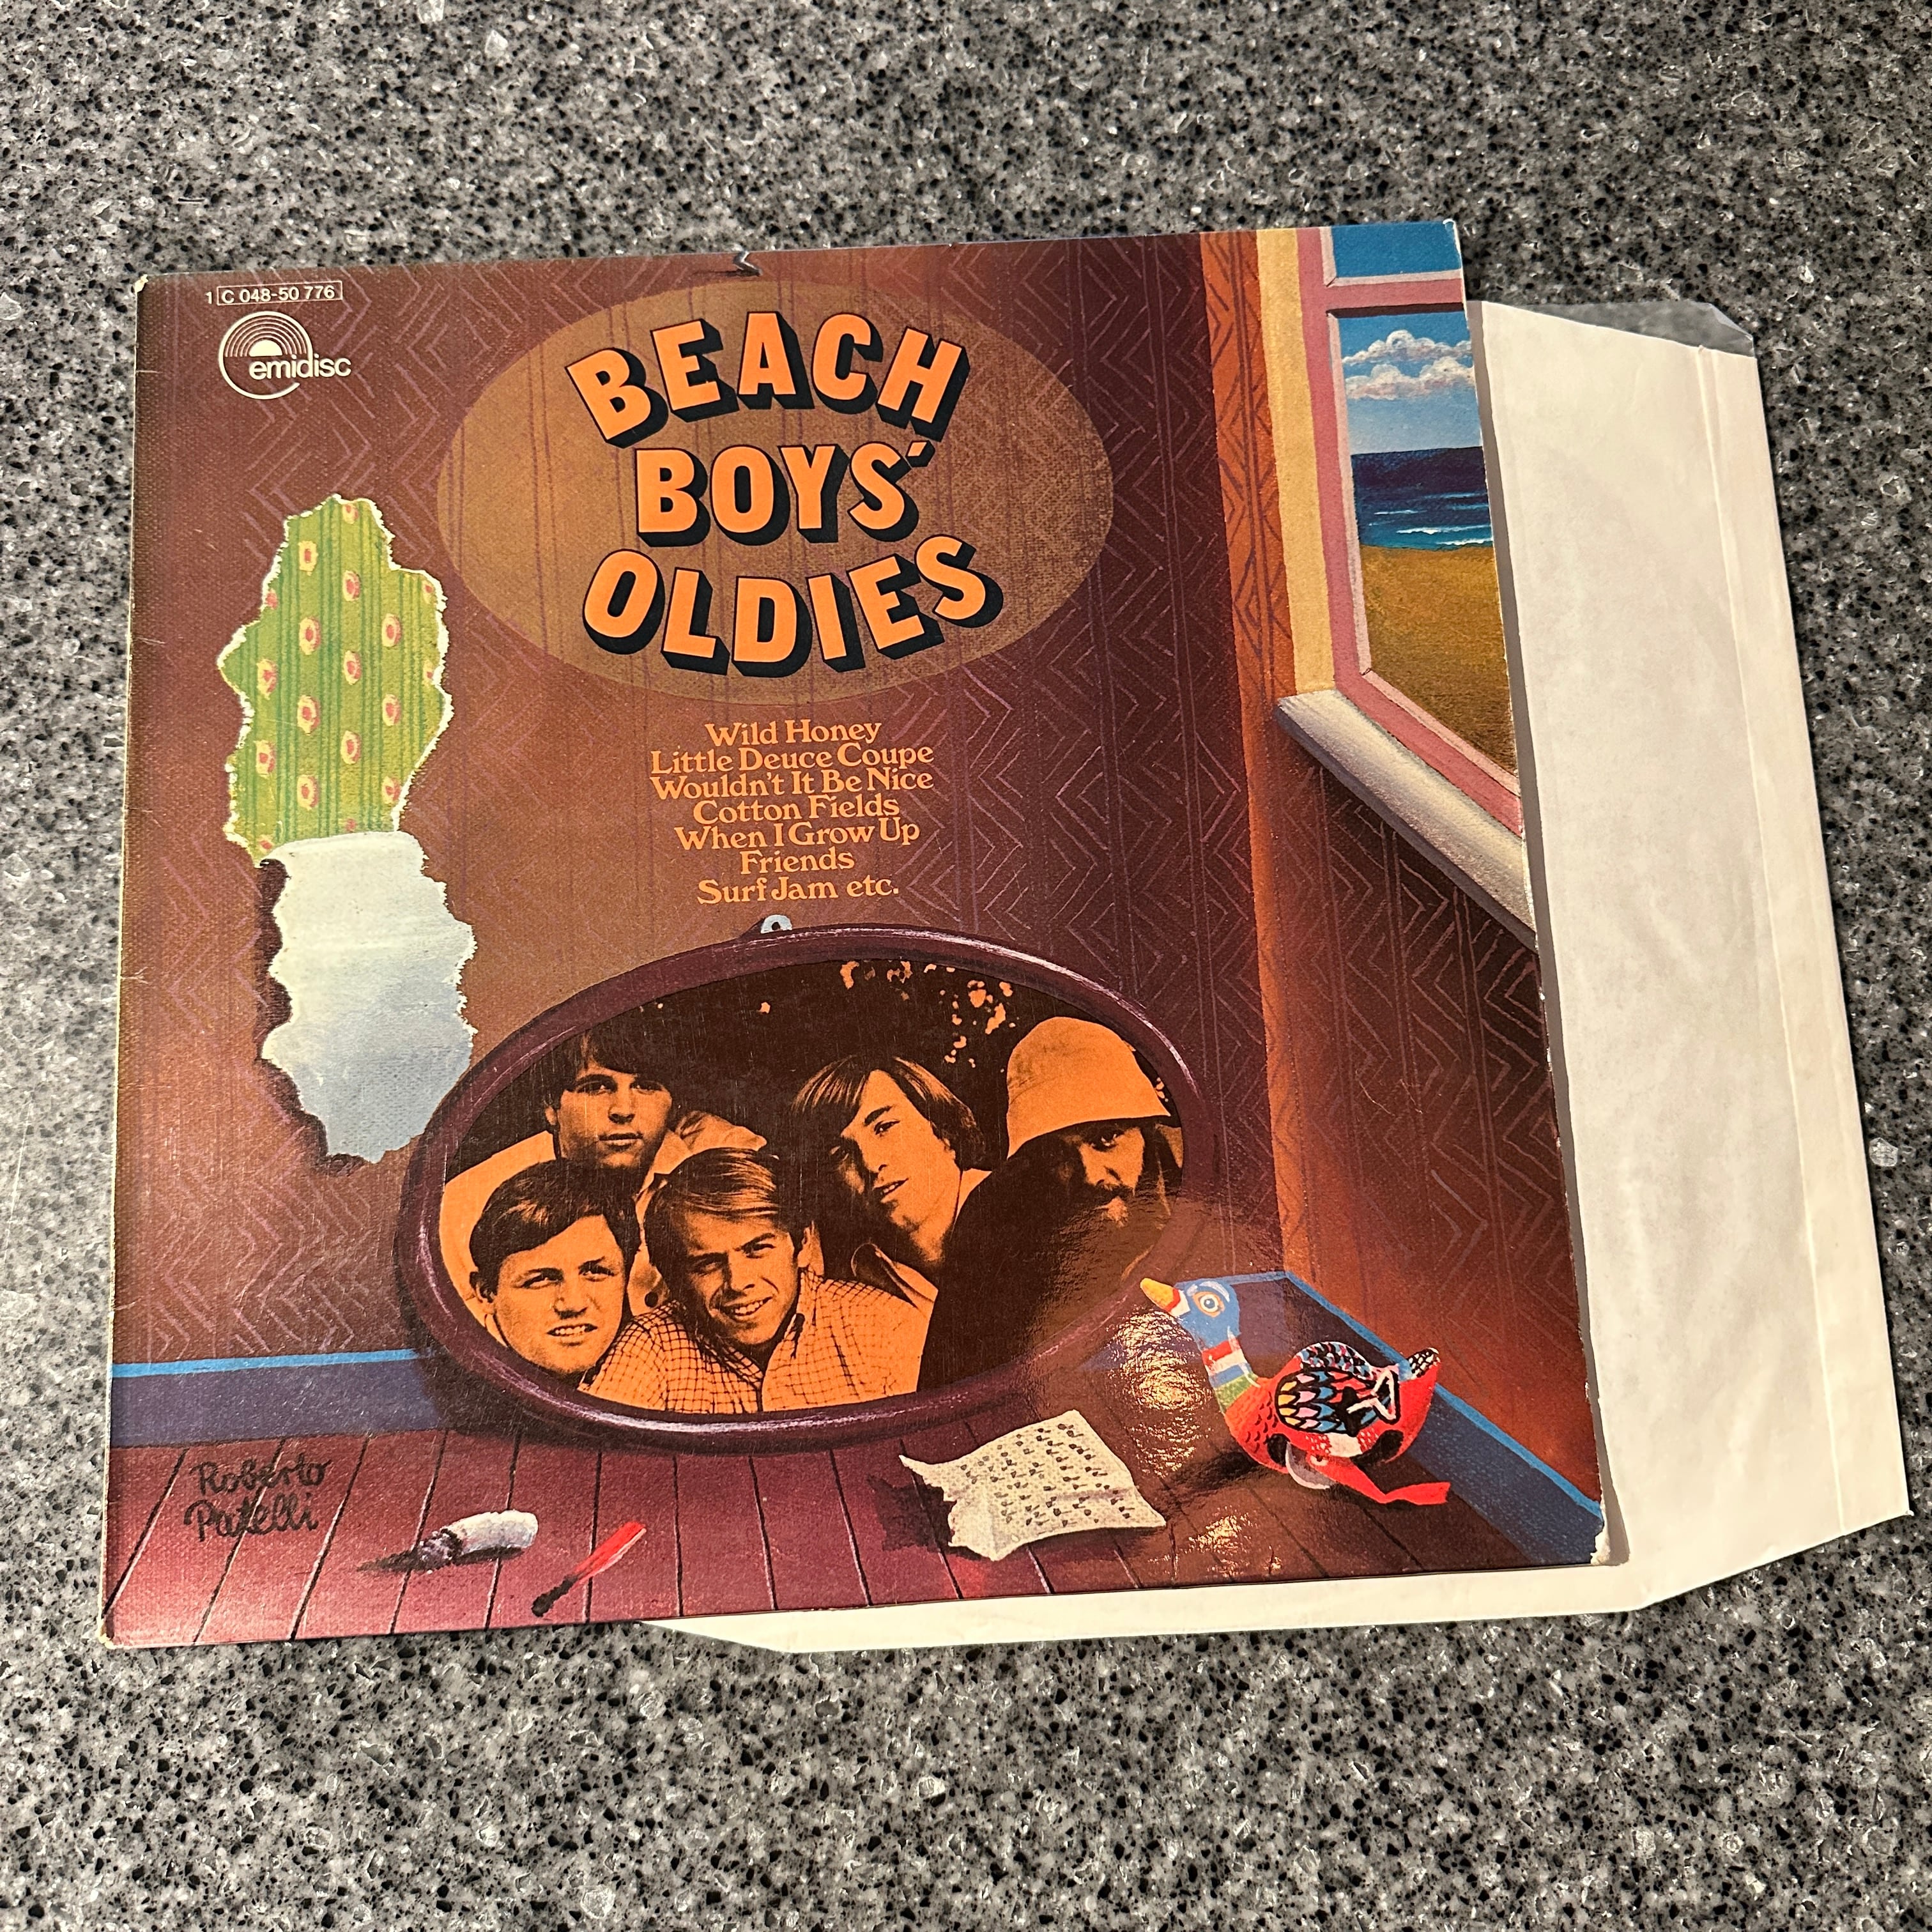 1 C 048-50 776
emidisc
BEACH
BOYS'
OLDIES
Wild Honey
Little Deuce Coupe
Wouldn't It Be Nice
Cotton Fields
When I Grow Up
Friends
Surf Jam etc.
Roberto
Patelli